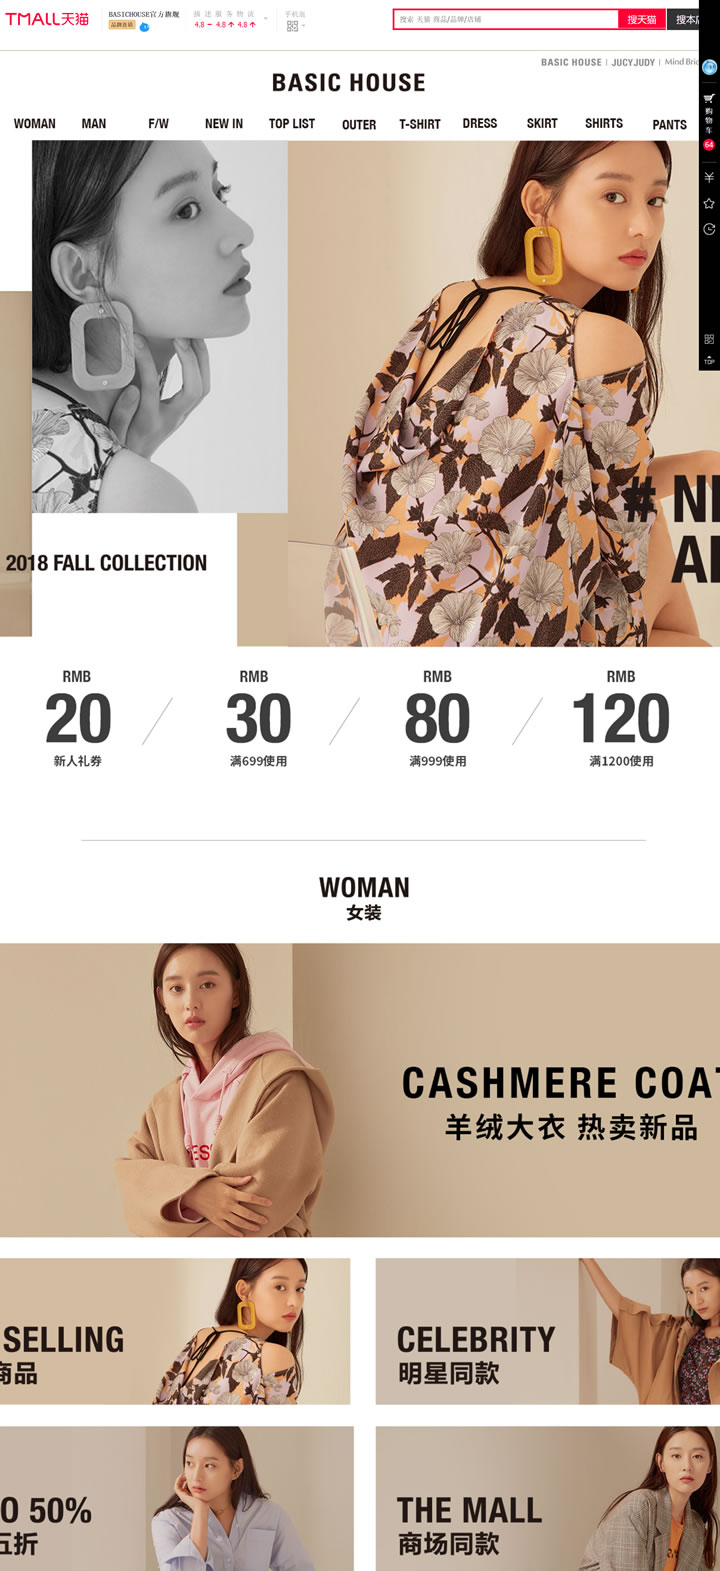 TMALL天猫
BASICHOUSE官方旗舰
品牌直销
描 述 服 务 物 流
4.8 4.8 4.8
手机逛
搜索 天猫 商品/品牌/店铺
搜天猫
搜本店
BASIC HOUSE | JUCYJUDY | Mind Bri
BASIC HOUSE
WOMAN MAN F/W NEW IN TOP LIST OUTER T-SHIRT DRESS SKIRT SHIRTS PANTS
购物车
64
TOP
# N
A
2018 FALL COLLECTION
RMB RMB RMB RMB
20 30 80 120
新人礼券 满699使用 满999使用 满1200使用
WOMAN
女装
CASHMERE COAT
羊绒大衣 热卖新品
ES
SELLING
商品
CELEBRITY
明星同款
O 50%
五折
THE MALL
商场同款